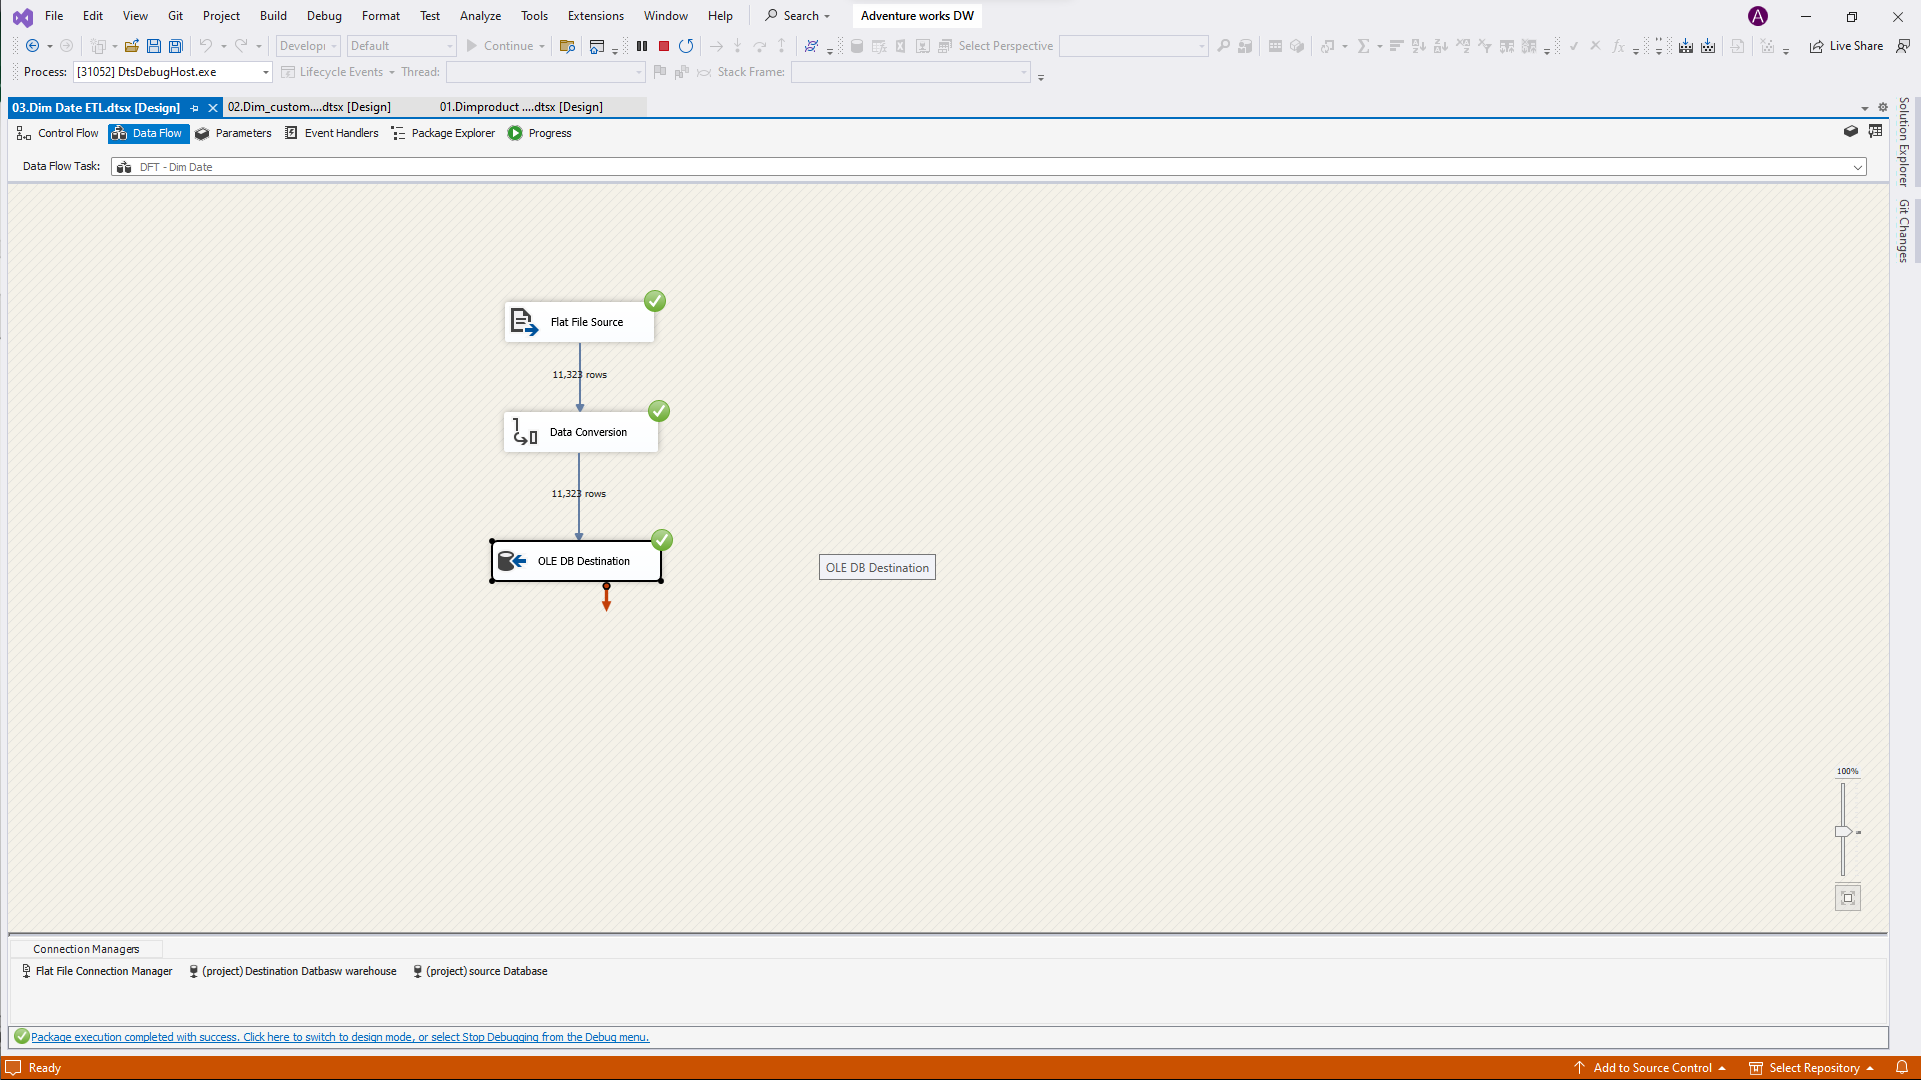 File Edit View Git Project Build Debug Format Test Analyze Tools Extensions Window Help Search Adventure works DW A
Develop Default Continue Select Perspective Live Share
Process: [31052] DtsDebugHost.exe Lifecycle Events Thread: Stack Frame:
03.Dim Date ETL.dtsx [Design] 02.Dim_custom....dtsx [Design] 01.Dimproduct ....dtsx [Design]
Control Flow Data Flow Parameters Event Handlers Package Explorer Progress
Data Flow Task: DFT - Dim Date
Solution Explorer
Git Changes
Flat File Source
11,323 rows
Data Conversion
11,323 rows
OLE DB Destination
OLE DB Destination
100%
Connection Managers
Flat File Connection Manager (project) Destination Datbasw warehouse (project) source Database
Package execution completed with success. Click here to switch to design mode, or select Stop Debugging from the Debug menu.
Ready Add to Source Control Select Repository